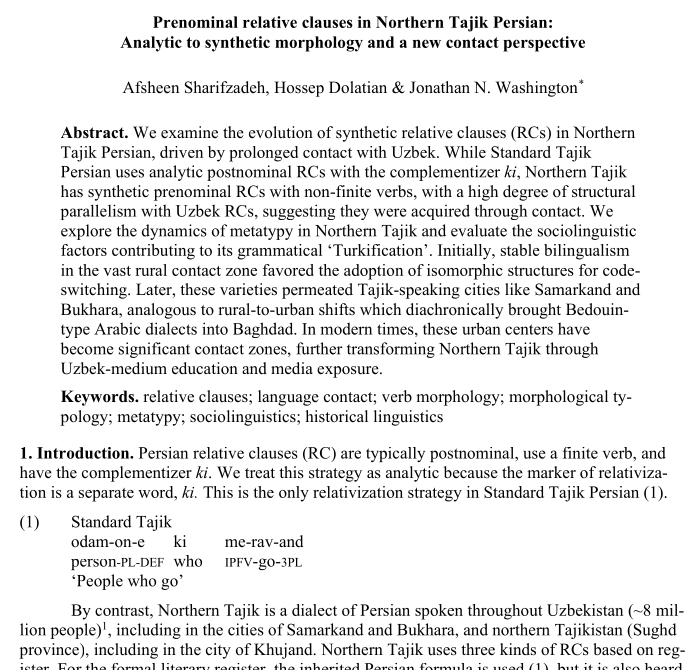 Prenominal relative clauses in Northern Tajik Persian:
Analytic to synthetic morphology and a new contact perspective
Afsheen Sharifzadeh, Hossep Dolatian & Jonathan N. Washington*
Abstract. We examine the evolution of synthetic relative clauses (RCs) in Northern
Tajik Persian, driven by prolonged contact with Uzbek. While Standard Tajik
Persian uses analytic postnominal RCs with the complementizer ki, Northern Tajik
has synthetic prenominal RCs with non-finite verbs, with a high degree of structural
parallelism with Uzbek RCs, suggesting they were acquired through contact. We
explore the dynamics of metatypy in Northern Tajik and evaluate the sociolinguistic
factors contributing to its grammatical ‘Turkification’. Initially, stable bilingualism
in the vast rural contact zone favored the adoption of isomorphic structures for code-
switching. Later, these varieties permeated Tajik-speaking cities like Samarkand and
Bukhara, analogous to rural-to-urban shifts which diachronically brought Bedouin-
type Arabic dialects into Baghdad. In modern times, these urban centers have
become significant contact zones, further transforming Northern Tajik through
Uzbek-medium education and media exposure.
Keywords. relative clauses; language contact; verb morphology; morphological ty-
pology; metatypy; sociolinguistics; historical linguistics
1. Introduction. Persian relative clauses (RC) are typically postnominal, use a finite verb, and
have the complementizer ki. We treat this strategy as analytic because the marker of relativiza-
tion is a separate word, ki. This is the only relativization strategy in Standard Tajik Persian (1).
(1) Standard Tajik
odam-on-e ki me-rav-and
person-PL-DEF who IPFV-go-3PL
‘People who go’
By contrast, Northern Tajik is a dialect of Persian spoken throughout Uzbekistan (~8 mil-
lion people)¹, including in the cities of Samarkand and Bukhara, and northern Tajikistan (Sughd
province), including in the city of Khujand. Northern Tajik uses three kinds of RCs based on reg-
ister. For the formal literary register, the inherited Persian formula is used (1), but it is also heard